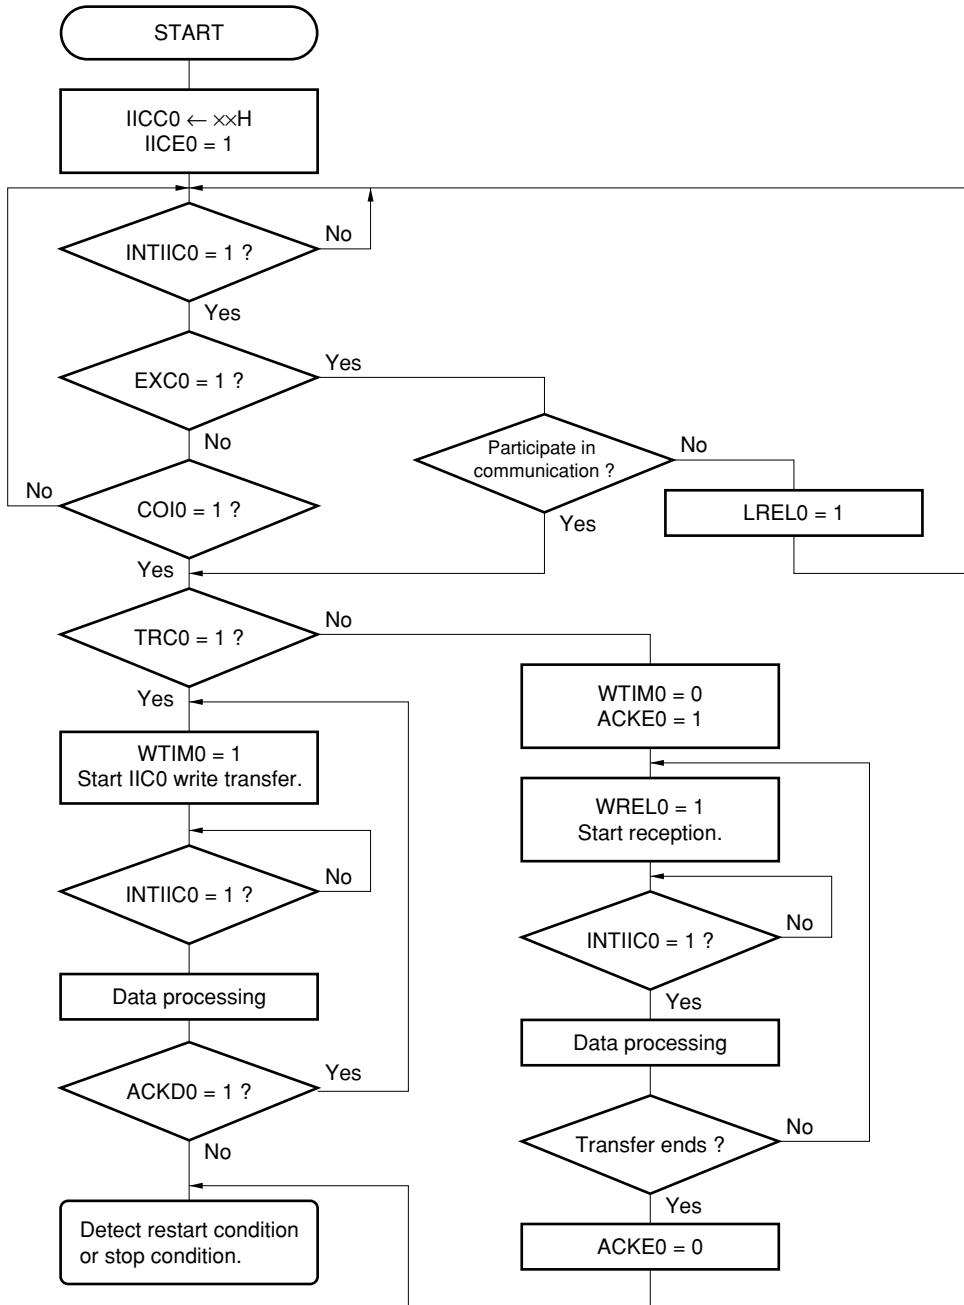 START
IICC0 ← ××H
IICE0 = 1
INTIIC0 = 1 ?
No
Yes
EXC0 = 1 ?
Yes
No
Participate in
communication ?
No
Yes
LREL0 = 1
COI0 = 1 ?
No
Yes
TRC0 = 1 ?
No
Yes
WTIM0 = 1
Start IIC0 write transfer.
INTIIC0 = 1 ?
No
Data processing
ACKD0 = 1 ?
Yes
No
Detect restart condition
or stop condition.
WTIM0 = 0
ACKE0 = 1
WREL0 = 1
Start reception.
INTIIC0 = 1 ?
No
Yes
Data processing
Transfer ends ?
No
Yes
ACKE0 = 0